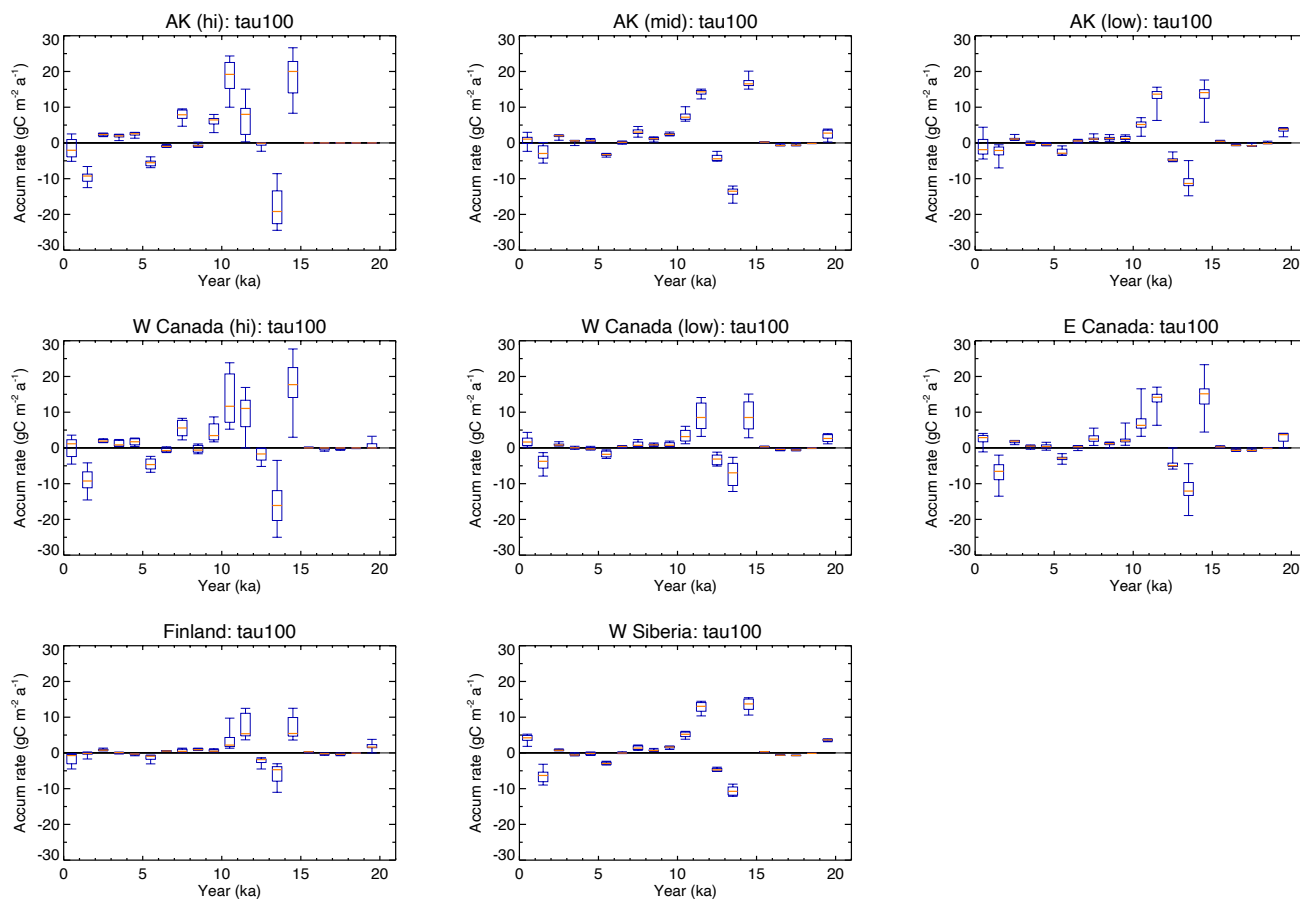 AK (hi): tau100
30
20
10
0
-10
-20
-30
Accum rate (gC m⁻² a⁻¹)
0 5 10 15 20
Year (ka)
AK (mid): tau100
30
20
10
0
-10
-20
-30
Accum rate (gC m⁻² a⁻¹)
0 5 10 15 20
Year (ka)
AK (low): tau100
30
20
10
0
-10
-20
-30
Accum rate (gC m⁻² a⁻¹)
0 5 10 15 20
Year (ka)
W Canada (hi): tau100
30
20
10
0
-10
-20
-30
Accum rate (gC m⁻² a⁻¹)
0 5 10 15 20
Year (ka)
W Canada (low): tau100
30
20
10
0
-10
-20
-30
Accum rate (gC m⁻² a⁻¹)
0 5 10 15 20
Year (ka)
E Canada: tau100
30
20
10
0
-10
-20
-30
Accum rate (gC m⁻² a⁻¹)
0 5 10 15 20
Year (ka)
Finland: tau100
30
20
10
0
-10
-20
-30
Accum rate (gC m⁻² a⁻¹)
0 5 10 15 20
Year (ka)
W Siberia: tau100
30
20
10
0
-10
-20
-30
Accum rate (gC m⁻² a⁻¹)
0 5 10 15 20
Year (ka)